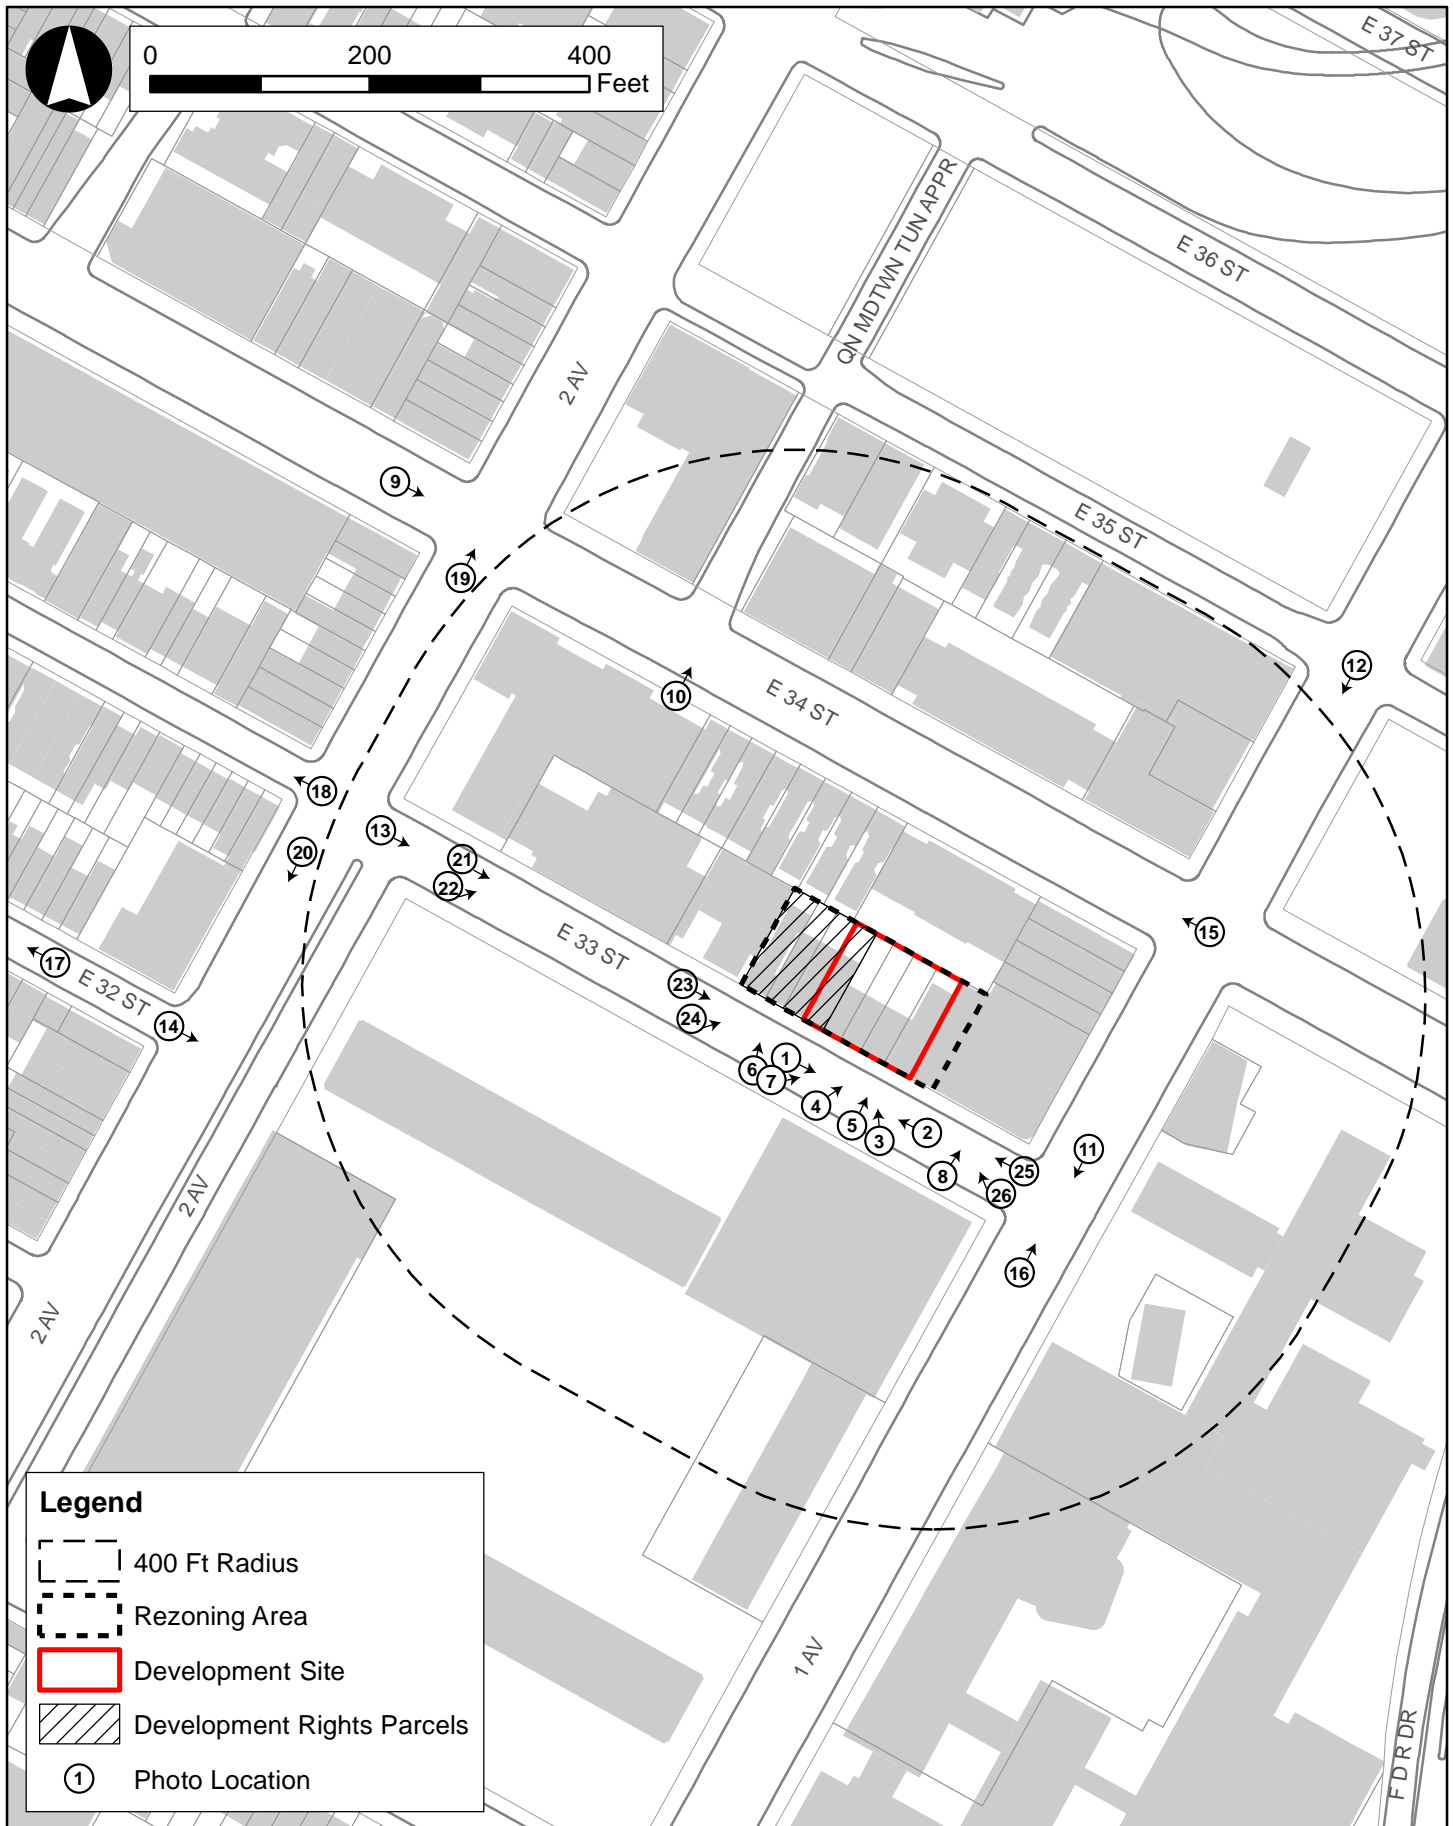 0 200 400
Feet
E 37 ST
E 36 ST
QN MDTWN TUN APPR
2 AV
9
E 35 ST
19
12
10
E 34 ST
18
13
20
21
22
15
E 33 ST
17
E 32 ST
14
23
24
1
6
7
4
5
3
2
11
8
25
26
2 AV
16
2 AV
1 AV
F D R DR
Legend
400 Ft Radius
Rezoning Area
Development Site
Development Rights Parcels
1 Photo Location